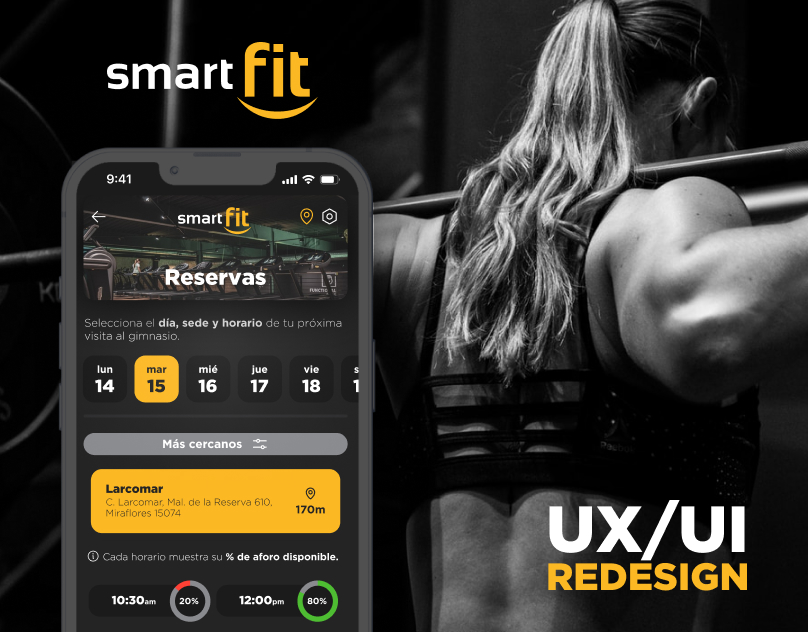 smart fit
9:41
smart fit
Reservas
Selecciona el día, sede y horario de tu próxima
visita al gimnasio.
lun
14
mar
15
mié
16
jue
17
vie
18
Más cercanos
Larcomar
C. Larcomar, Mal. de la Reserva 610,
Miraflores 15074
170m
Cada horario muestra su % de aforo disponible.
10:30am
20%
12:00pm
80%
UX/UI
REDESIGN